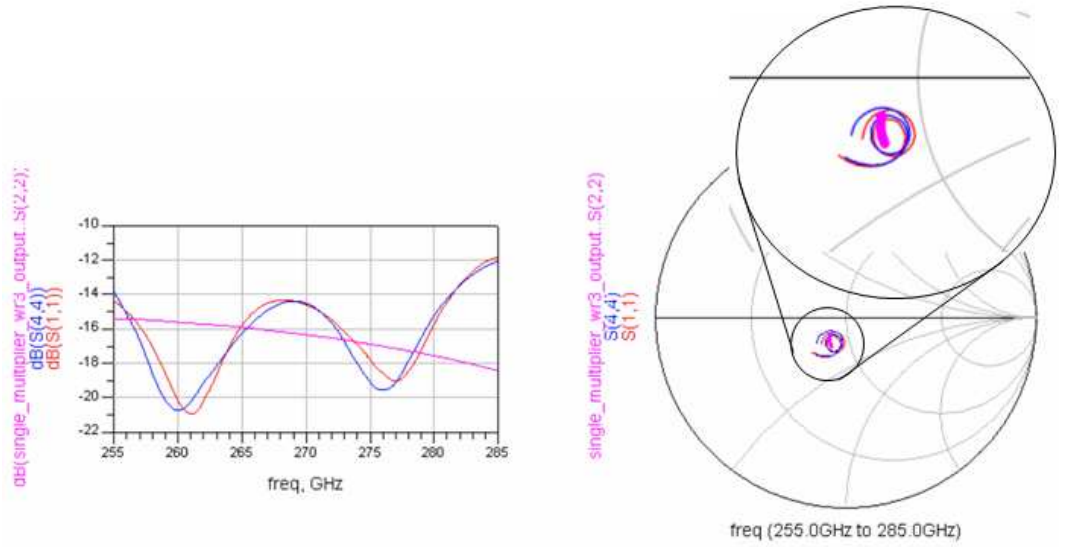 dB(single_multiplier_wr3_output..S(2,2))
dB(S(4,4))
dB(S(1,1))
-10
-12
-14
-16
-18
-20
-22
255
260
265
270
275
280
285
freq, GHz
single_multiplier_wr3_output..S(2,2)
S(4,4)
S(1,1)
freq (255.0GHz to 285.0GHz)